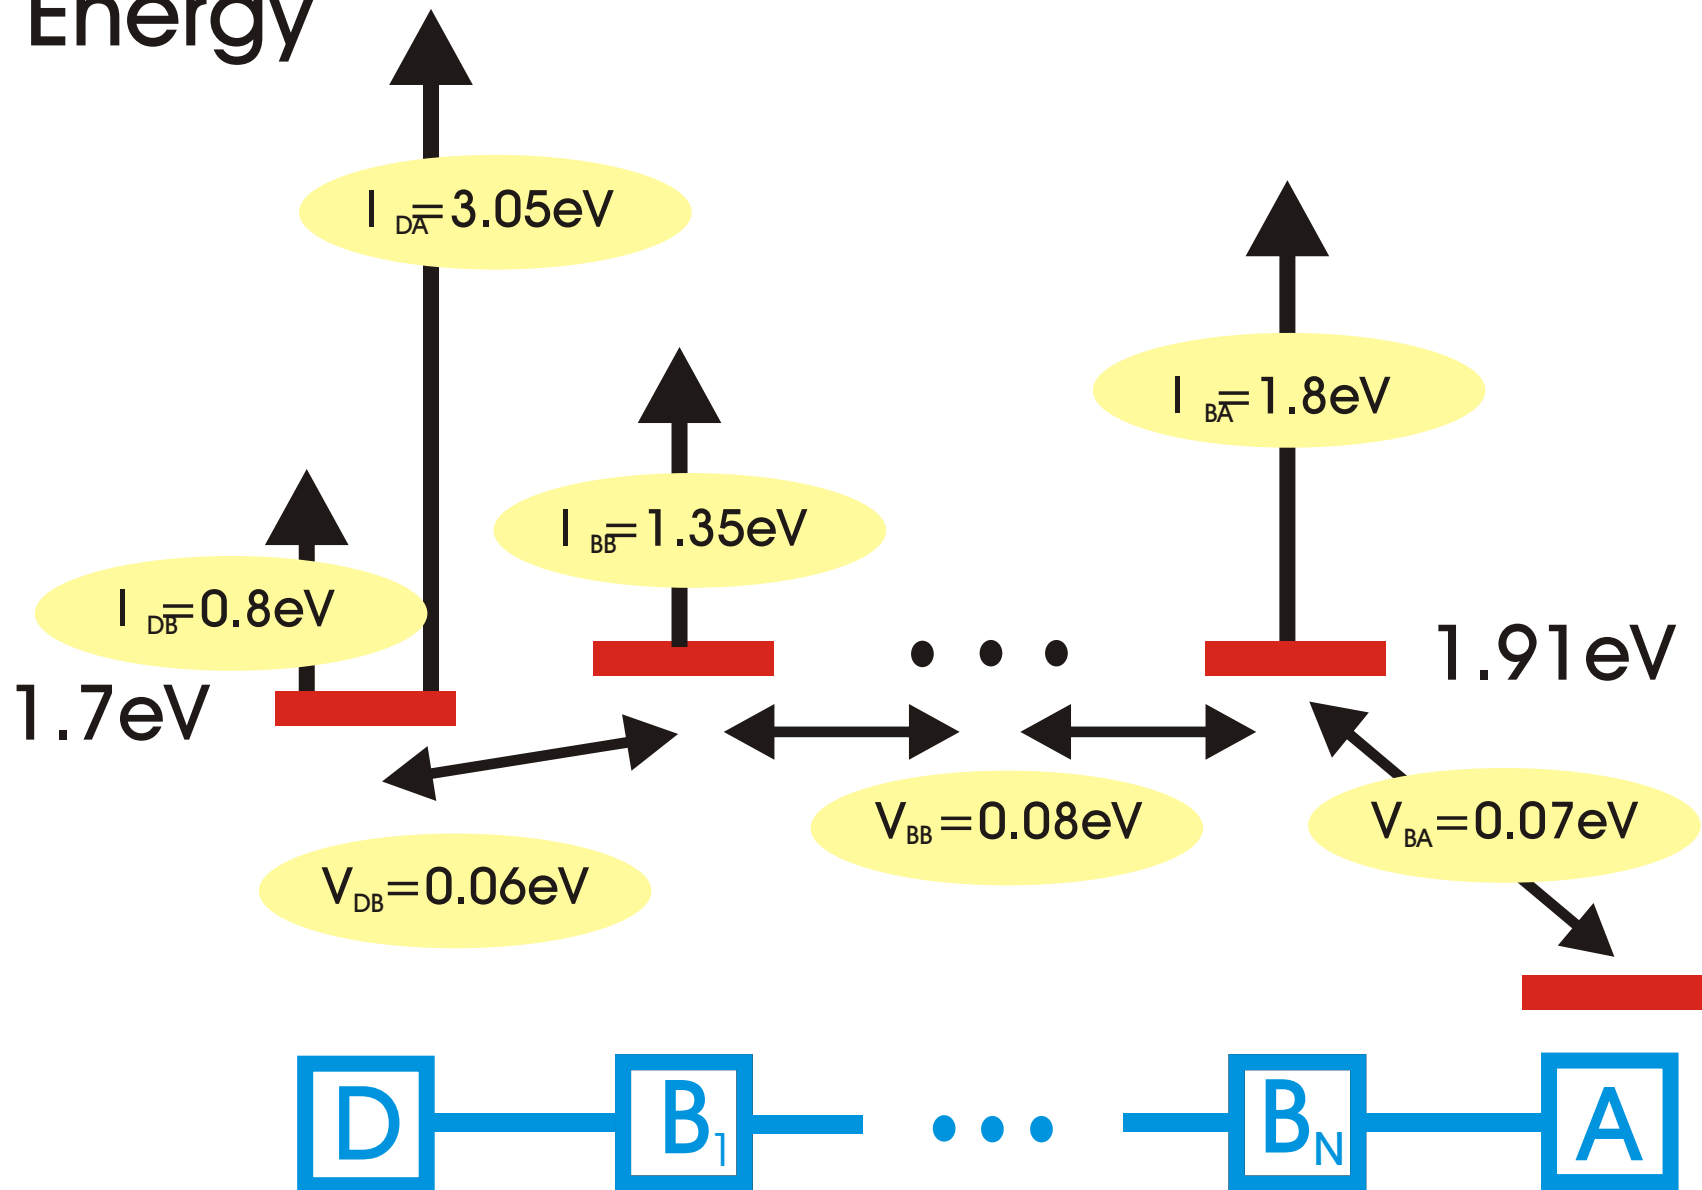 Energy
I DA=3.05eV
I BA=1.8eV
I BB=1.35eV
I DB=0.8eV
1.7eV
1.91eV
VDB=0.06eV
VBB=0.08eV
VBA=0.07eV
D B1 ... BN A